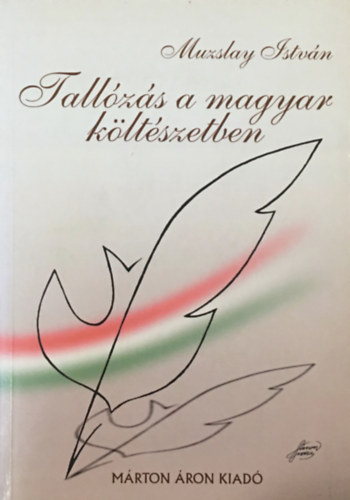 Muzslay István
Tallózás a magyar
költészetben
MÁRTON ÁRON KIADÓ